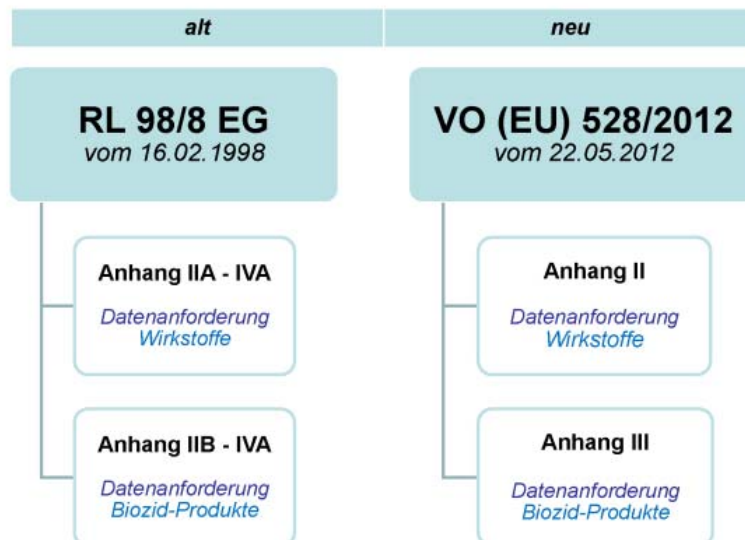 alt
neu
RL 98/8 EG
vom 16.02.1998
VO (EU) 528/2012
vom 22.05.2012
Anhang IIA - IVA
Datenanforderung
Wirkstoffe
Anhang II
Datenanforderung
Wirkstoffe
Anhang IIB - IVA
Datenanforderung
Biozid-Produkte
Anhang III
Datenanforderung
Biozid-Produkte